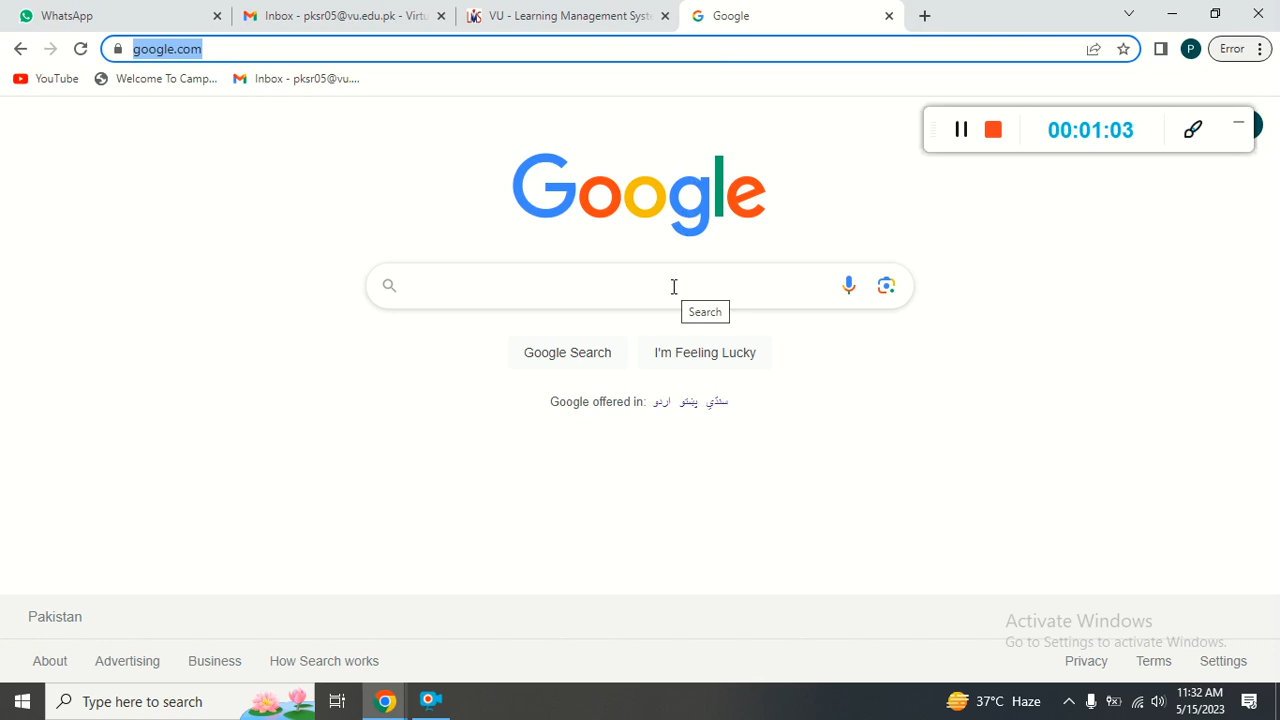 WhatsApp
Inbox - pksr05@vu.edu.pk - Virtu
VU - Learning Management Syste
Google
google.com
Error
P
YouTube
Welcome To Camp...
Inbox - pksr05@vu....
00:01:03
Google
Search
Google Search
I'm Feeling Lucky
Google offered in: اردو پښتو سنڌي
Pakistan
Activate Windows
Go to Settings to activate Windows.
About
Advertising
Business
How Search works
Privacy
Terms
Settings
Type here to search
37°C Haze
11:32 AM
5/15/2023